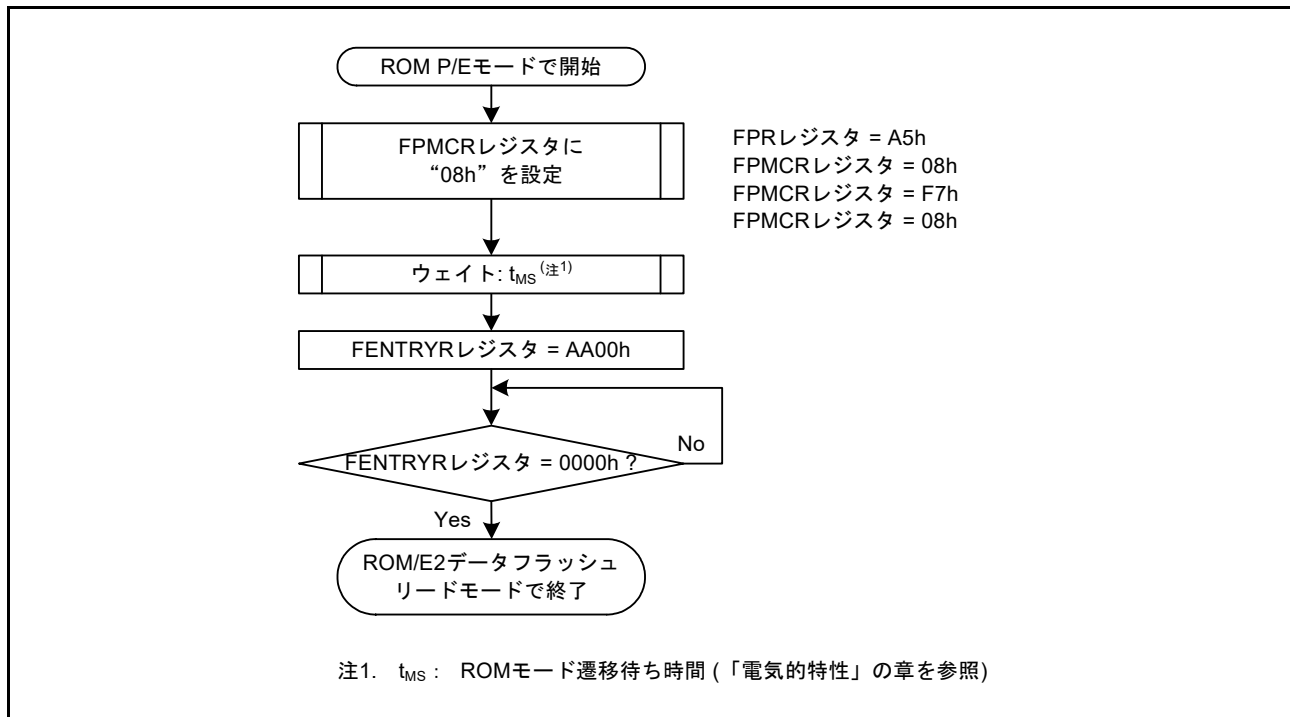 ROM P/Eモードで開始
FPMCRレジスタに
“08h”を設定
FPRレジスタ = A5h
FPMCRレジスタ = 08h
FPMCRレジスタ = F7h
FPMCRレジスタ = 08h
ウェイト: tMS(注1)
FENTRYRレジスタ = AA00h
FENTRYRレジスタ = 0000h ?
No
Yes
ROM/E2データフラッシュ
リードモードで終了
注1. tMS : ROMモード遷移待ち時間 (「電気的特性」の章を参照)